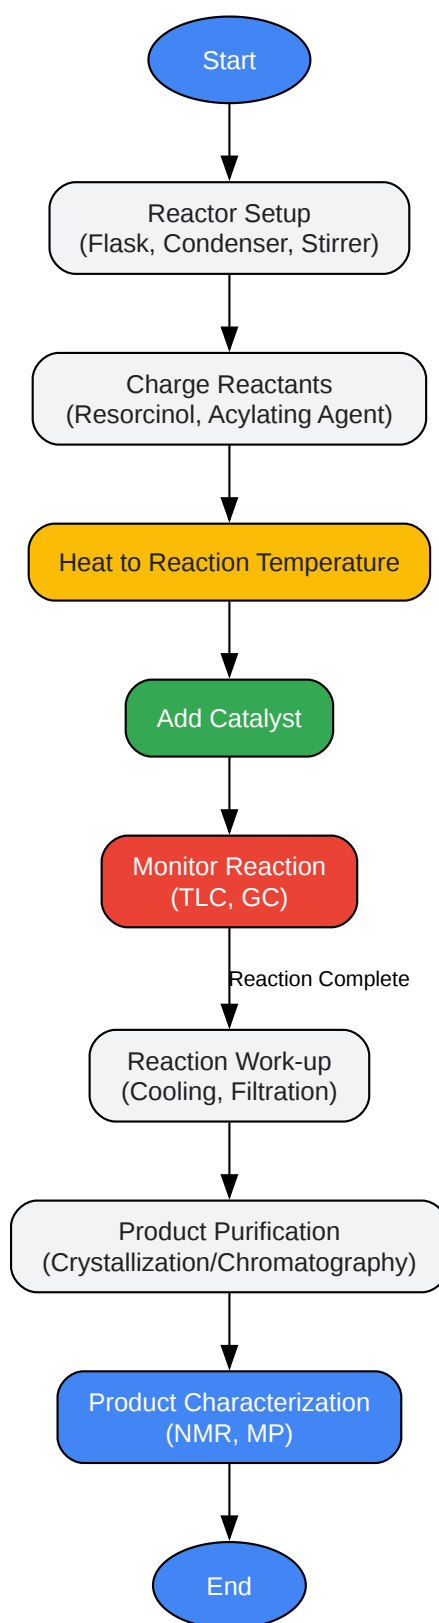 Start
Reactor Setup
(Flask, Condenser, Stirrer)
Charge Reactants
(Resorcinol, Acylating Agent)
Heat to Reaction Temperature
Add Catalyst
Monitor Reaction
(TLC, GC)
Reaction Complete
Reaction Work-up
(Cooling, Filtration)
Product Purification
(Crystallization/Chromatography)
Product Characterization
(NMR, MP)
End